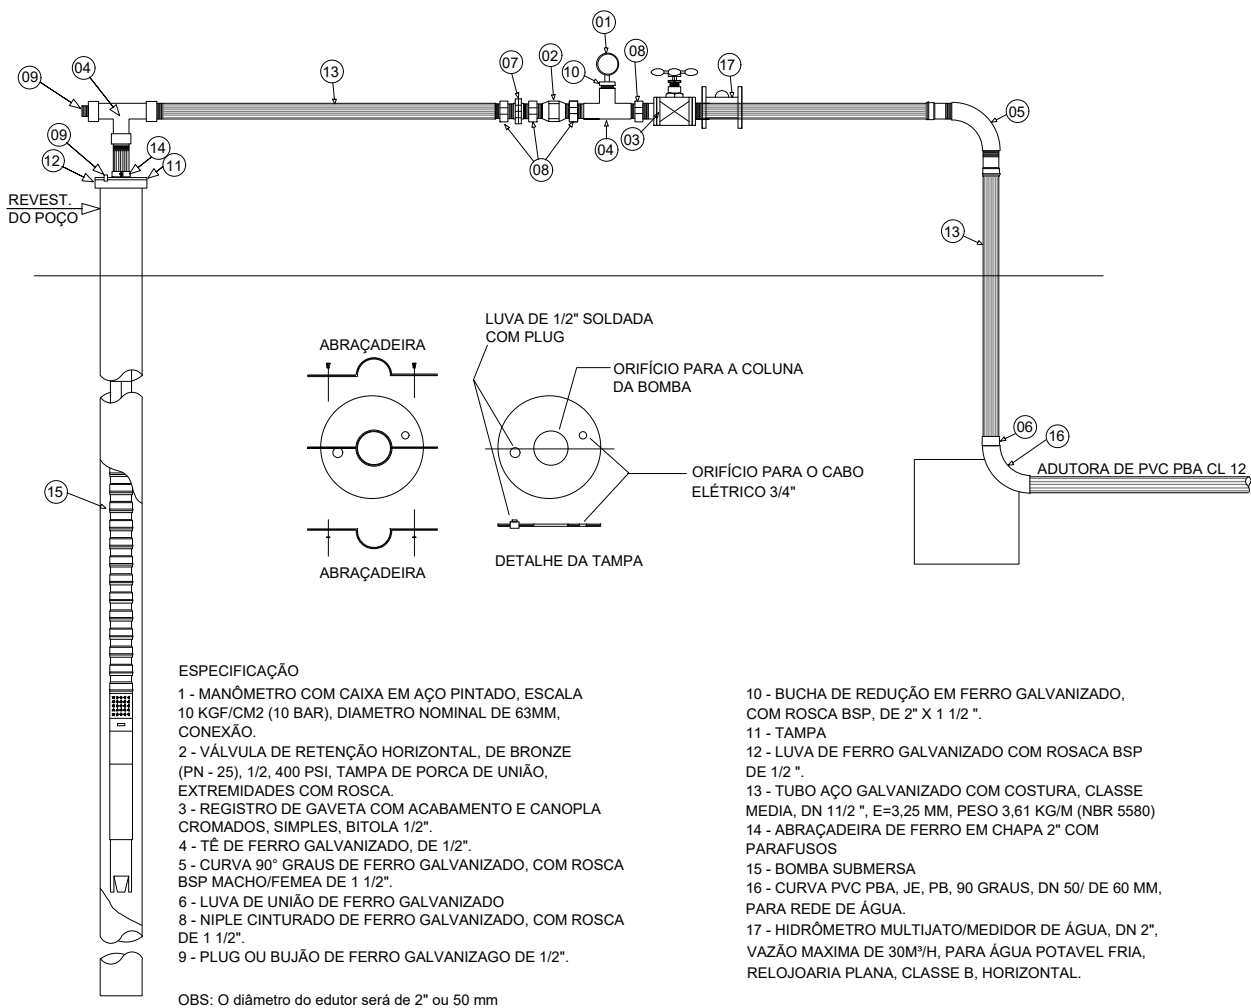 01
09
04
13
07
02
10
08
17
05
09
12
14
11
08
04
03
REVEST.
DO POÇO
13
LUVA DE 1/2" SOLDADA
COM PLUG
ABRAÇADEIRA
ORIFÍCIO PARA A COLUNA
DA BOMBA
06
16
ADUTORA DE PVC PBA CL 12
ORIFÍCIO PARA O CABO
ELÉTRICO 3/4"
15
DETALHE DA TAMPA
ABRAÇADEIRA
ESPECIFICAÇÃO
1 - MANÔMETRO COM CAIXA EM AÇO PINTADO, ESCALA
10 KGF/CM2 (10 BAR), DIAMETRO NOMINAL DE 63MM,
CONEXÃO.
2 - VÁLVULA DE RETENÇÃO HORIZONTAL, DE BRONZE
(PN - 25), 1/2, 400 PSI, TAMPA DE PORCA DE UNIÃO,
EXTREMIDADES COM ROSCA.
3 - REGISTRO DE GAVETA COM ACABAMENTO E CANOPLA
CROMADOS, SIMPLES, BITOLA 1/2".
4 - TÊ DE FERRO GALVANIZADO, DE 1/2".
5 - CURVA 90° GRAUS DE FERRO GALVANIZADO, COM ROSCA
BSP MACHO/FEMEA DE 1 1/2".
6 - LUVA DE UNIÃO DE FERRO GALVANIZADO
8 - NIPLE CINTURADO DE FERRO GALVANIZADO, COM ROSCA
DE 1 1/2".
9 - PLUG OU BUJÃO DE FERRO GALVANIZAGO DE 1/2".
OBS: O diâmetro do edutor será de 2" ou 50 mm
10 - BUCHA DE REDUÇÃO EM FERRO GALVANIZADO,
COM ROSCA BSP, DE 2" X 1 1/2 ".
11 - TAMPA
12 - LUVA DE FERRO GALVANIZADO COM ROSACA BSP
DE 1/2 ".
13 - TUBO AÇO GALVANIZADO COM COSTURA, CLASSE
MEDIA, DN 11/2 ", E=3,25 MM, PESO 3,61 KG/M (NBR 5580)
14 - ABRAÇADEIRA DE FERRO EM CHAPA 2" COM
PARAFUSOS
15 - BOMBA SUBMERSA
16 - CURVA PVC PBA, JE, PB, 90 GRAUS, DN 50/ DE 60 MM,
PARA REDE DE ÁGUA.
17 - HIDRÔMETRO MULTIJATO/MEDIDOR DE ÁGUA, DN 2",
VAZÃO MAXIMA DE 30M³/H, PARA ÁGUA POTAVEL FRIA,
RELOJOARIA PLANA, CLASSE B, HORIZONTAL.